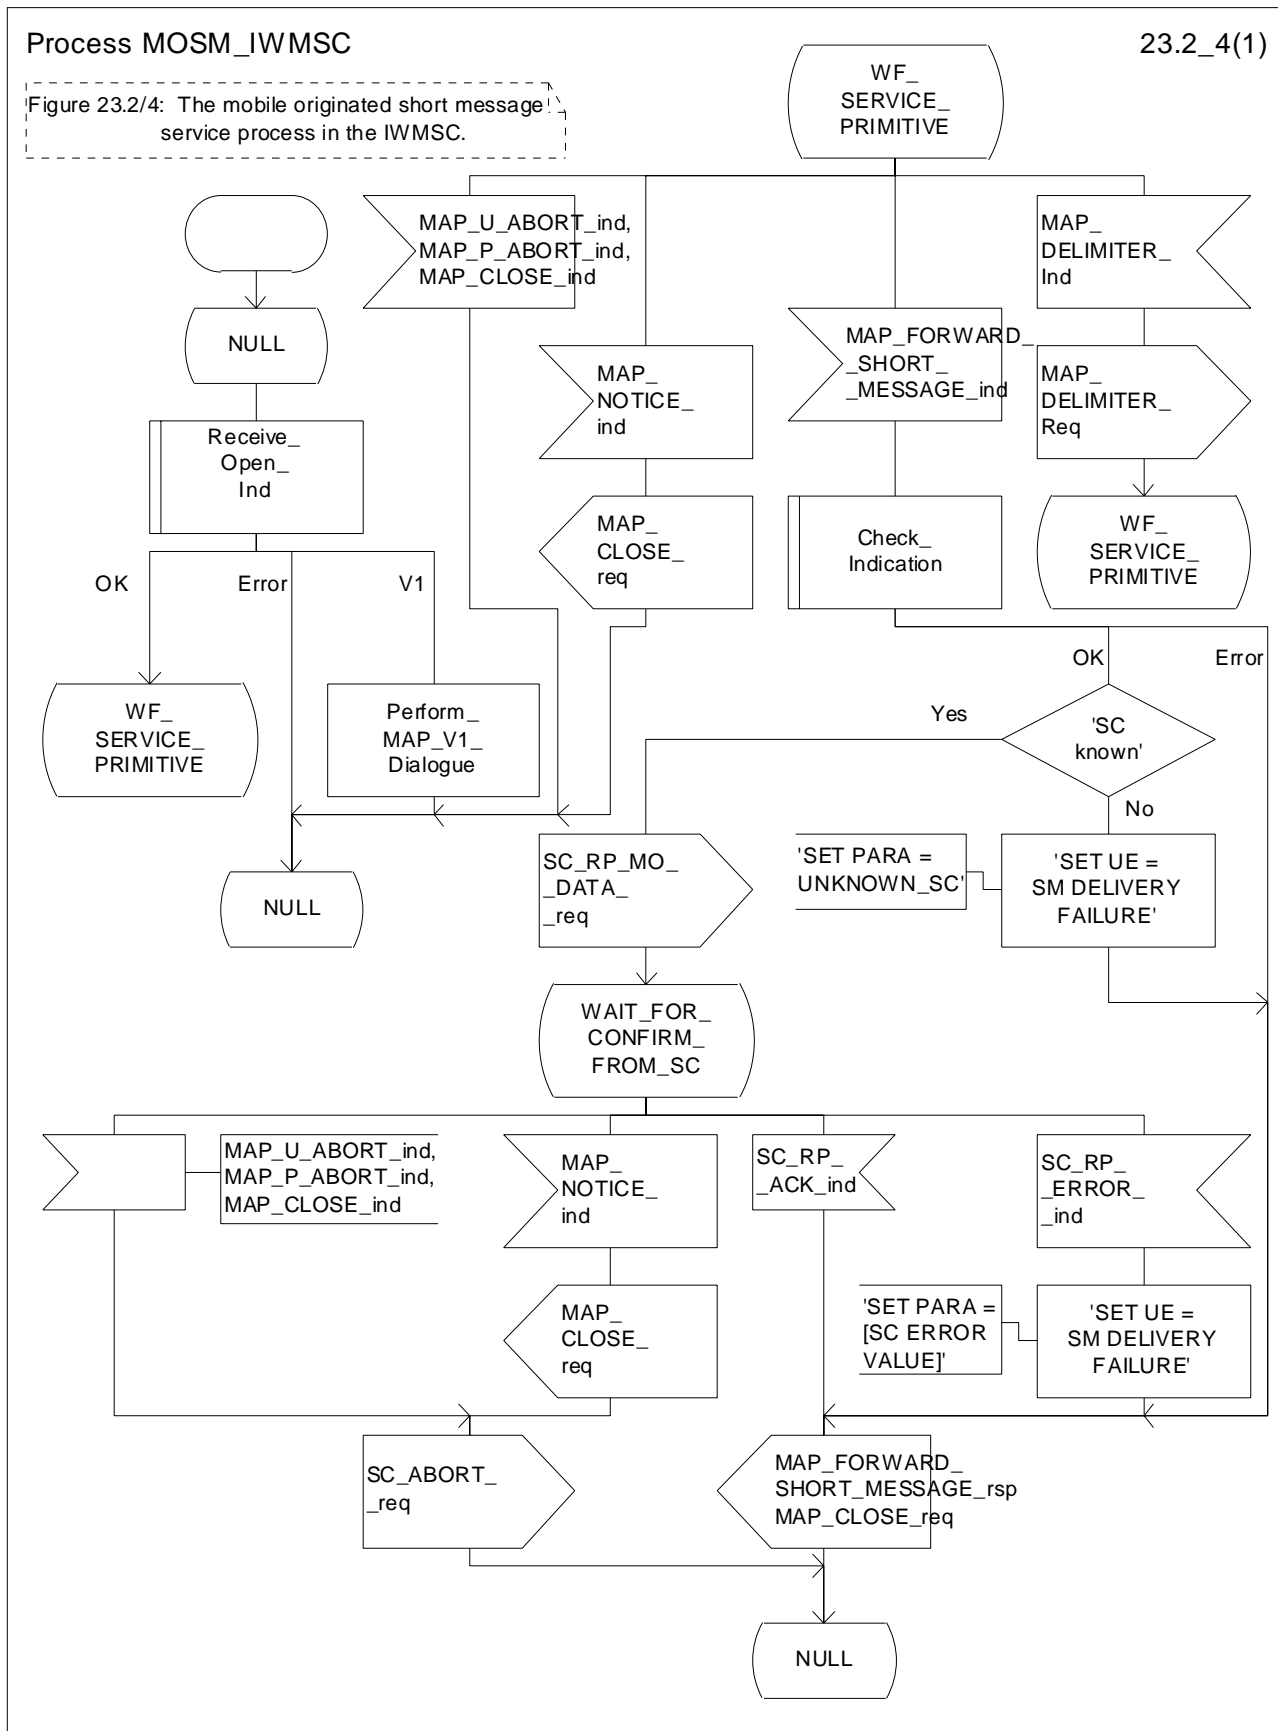 Process MOSM_IWMSC
23.2_4(1)
Figure 23.2/4: The mobile originated short message
service process in the IWMSC.
WF_
SERVICE_
PRIMITIVE
MAP_U_ABORT_ind,
MAP_P_ABORT_ind,
MAP_CLOSE_ind
MAP_
DELIMITER_
Ind
NULL
MAP_
NOTICE_
ind
MAP_FORWARD_
_SHORT_
_MESSAGE_ind
MAP_
DELIMITER_
Req
Receive_
Open_
Ind
MAP_
CLOSE_
req
Check_
Indication
WF_
SERVICE_
PRIMITIVE
OK
Error
V1
OK
Error
WF_
SERVICE_
PRIMITIVE
Perform_
MAP_V1_
Dialogue
Yes
'SC
known'
No
NULL
SC_RP_MO_
_DATA_
_req
'SET PARA =
UNKNOWN_SC'
'SET UE =
SM DELIVERY
FAILURE'
WAIT_FOR_
CONFIRM_
FROM_SC
MAP_U_ABORT_ind,
MAP_P_ABORT_ind,
MAP_CLOSE_ind
MAP_
NOTICE_
ind
SC_RP_
_ACK_ind
SC_RP_
_ERROR_
_ind
MAP_
CLOSE_
req
'SET PARA =
[SC ERROR
VALUE]'
'SET UE =
SM DELIVERY
FAILURE'
SC_ABORT_
_req
MAP_FORWARD_
SHORT_MESSAGE_rsp
MAP_CLOSE_req
NULL